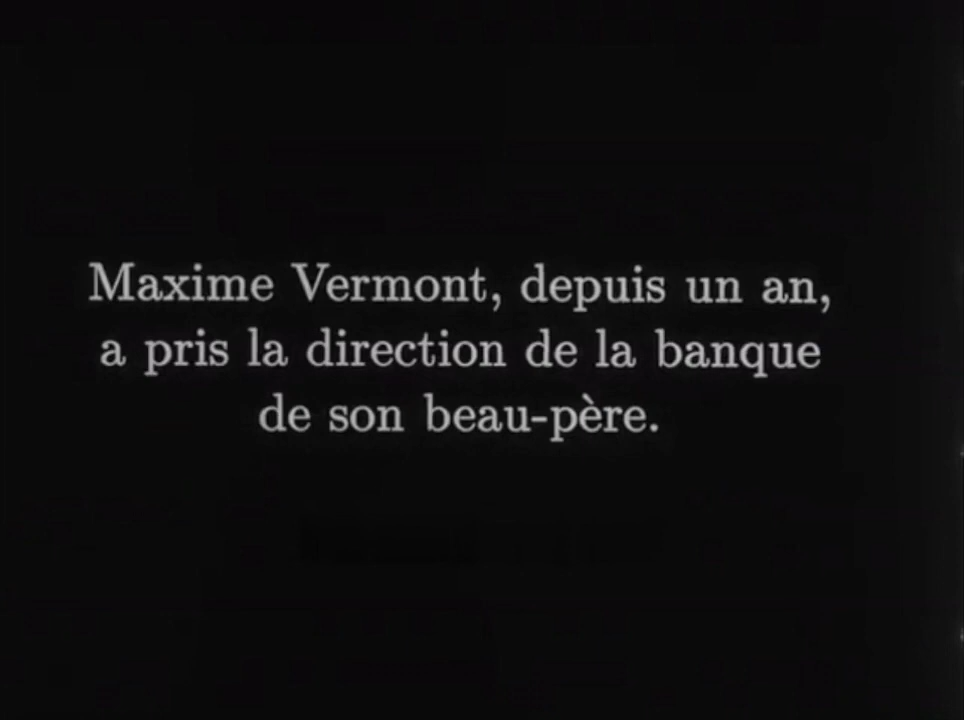 Maxime Vermont, depuis un an,
a pris la direction de la banque
de son beau-père.